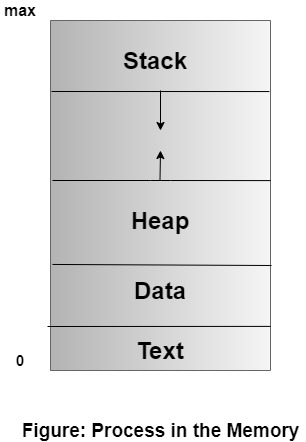 max
Stack
Heap
Data
Text
0
Figure: Process in the Memory